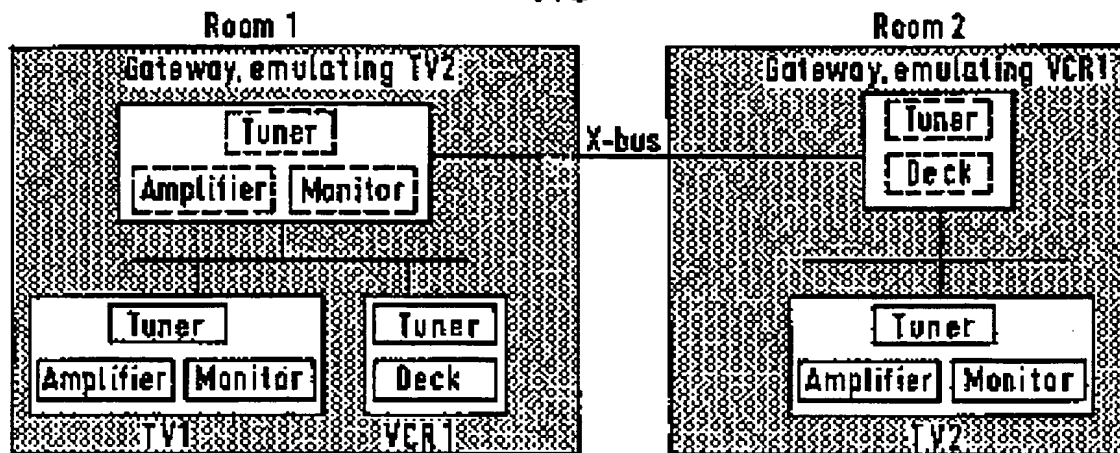 Room 1
Room 2
Gateway, emulating TV2
Gateway, emulating VCR1
Tuner
Amplifier Monitor
X-bus
Tuner
Deck
Tuner
Amplifier Monitor
TV1
Tuner
Deck
VCR1
Tuner
Amplifier Monitor
TV2